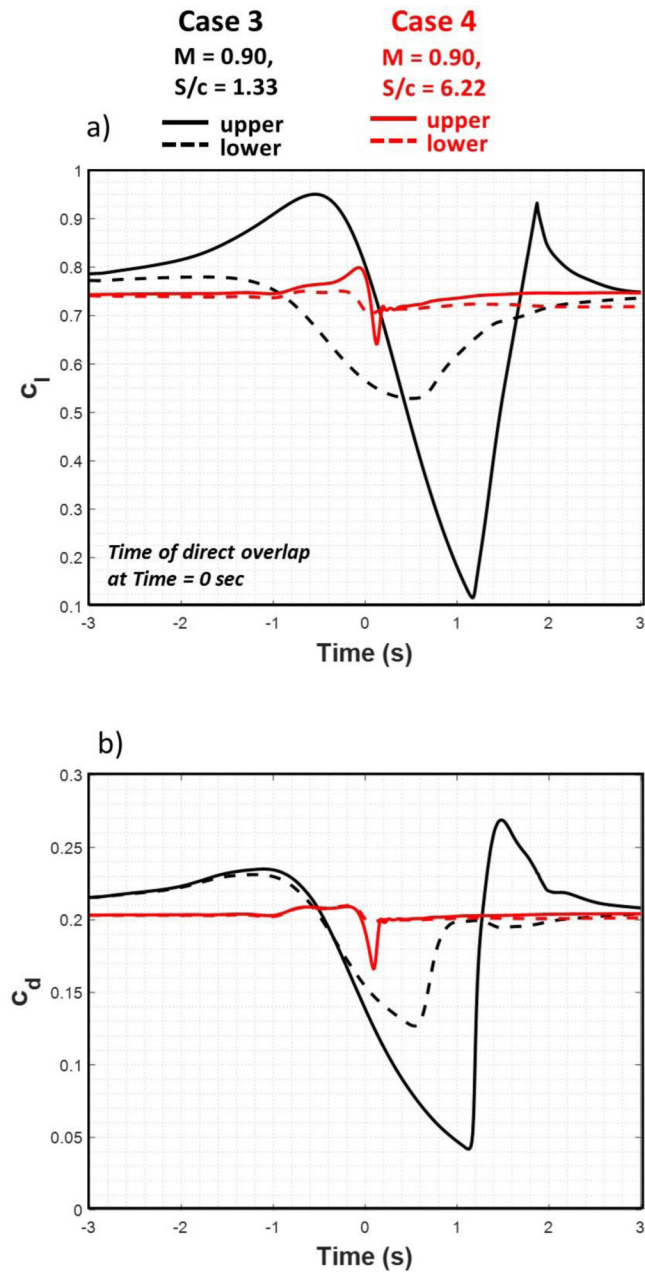 Case 3 Case 4
M = 0.90, M = 0.90,
S/c = 1.33 S/c = 6.22
a) upper upper
lower lower
1
0.9
0.8
0.7
c_l 0.6
0.5
0.4
0.3
0.2
Time of direct overlap
at Time = 0 sec
0.1
-3 -2 -1 0 1 2 3
Time (s)
b)
0.3
0.25
0.2
c_d 0.15
0.1
0.05
0
-3 -2 -1 0 1 2 3
Time (s)